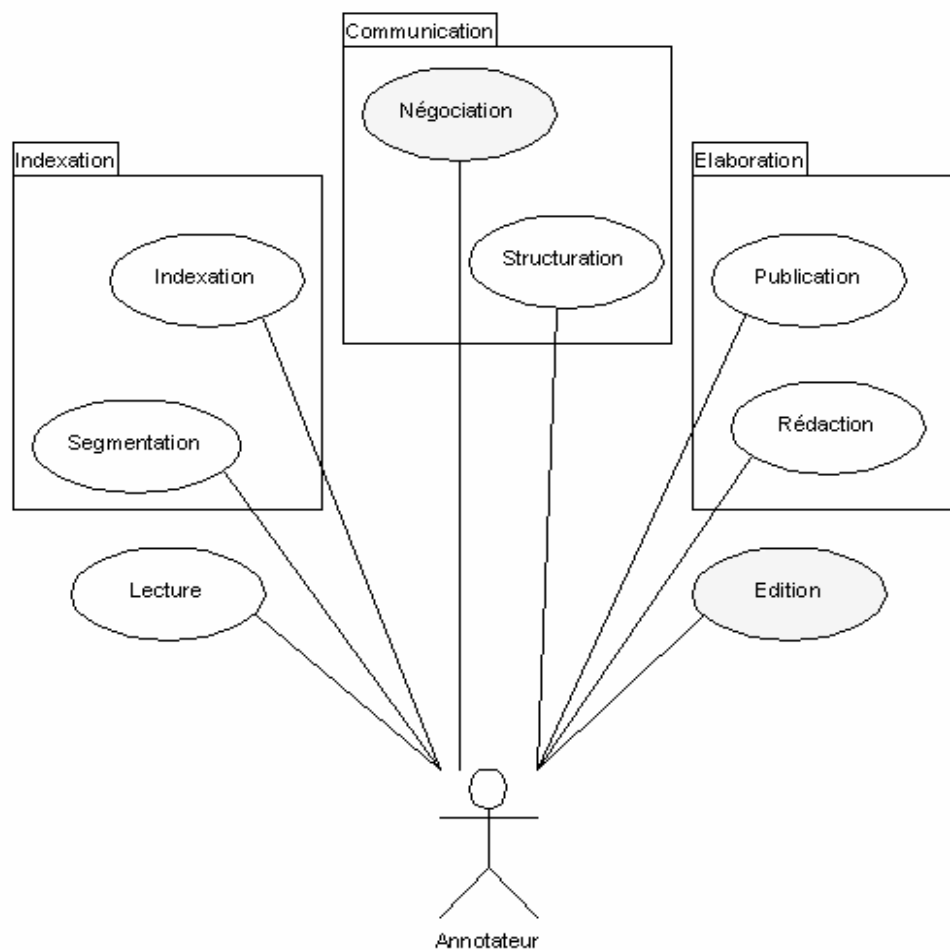 Communication
Négociation
Indexation
Elaboration
Structuration
Indexation
Publication
Segmentation
Rédaction
Lecture
Edition
Annotateur